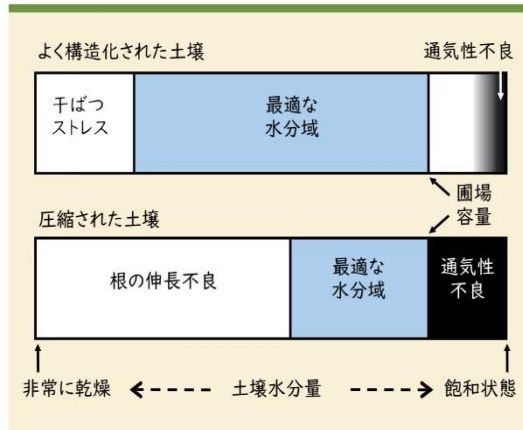 よく構造化された土壌
通気性不良
干ばつ
ストレス
最適な
水分域
圃場
容量
圧縮された土壌
根の伸長不良
最適な
水分域
通気性
不良
非常に乾燥
土壌水分量
飽和状態